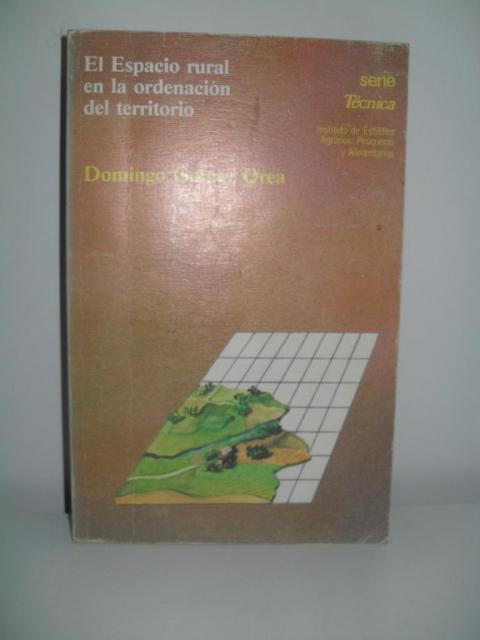 El Espacio rural
en la ordenación
del territorio
Domingo Gómez Orea
serie
Técnica
Instituto de Estudios
Agrarios, Pesqueros
y Alimentarios